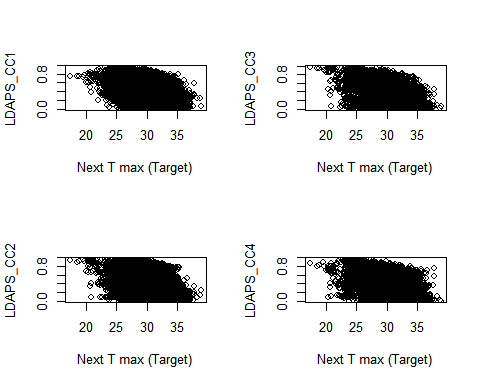 LDAPS_CC1
0.8
0.0
20 25 30 35
Next T max (Target)
LDAPS_CC3
0.8
0.0
20 25 30 35
Next T max (Target)
LDAPS_CC2
0.8
0.0
20 25 30 35
Next T max (Target)
LDAPS_CC4
0.8
0.0
20 25 30 35
Next T max (Target)